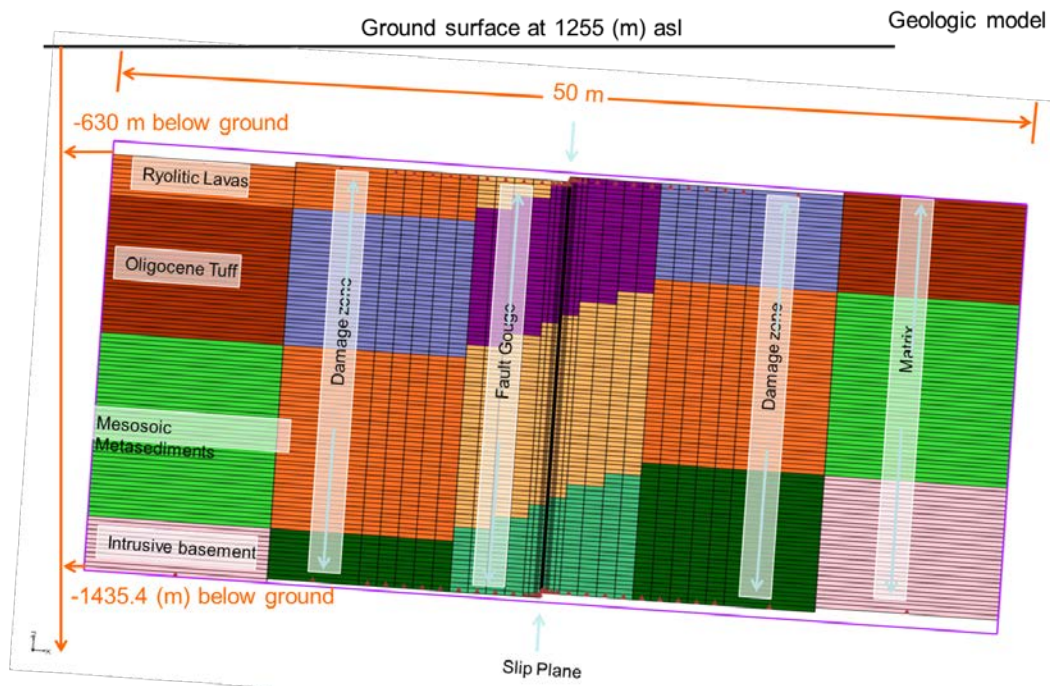 Ground surface at 1255 (m) asl
Geologic model
50 m
-630 m below ground
Ryolitic Lavas
Oligocene Tuff
Damage zone
Fault Gouge
Damage zone
Matrix
Mesosoic
Metasediments
Intrusive basement
-1435.4 (m) below ground
Slip Plane